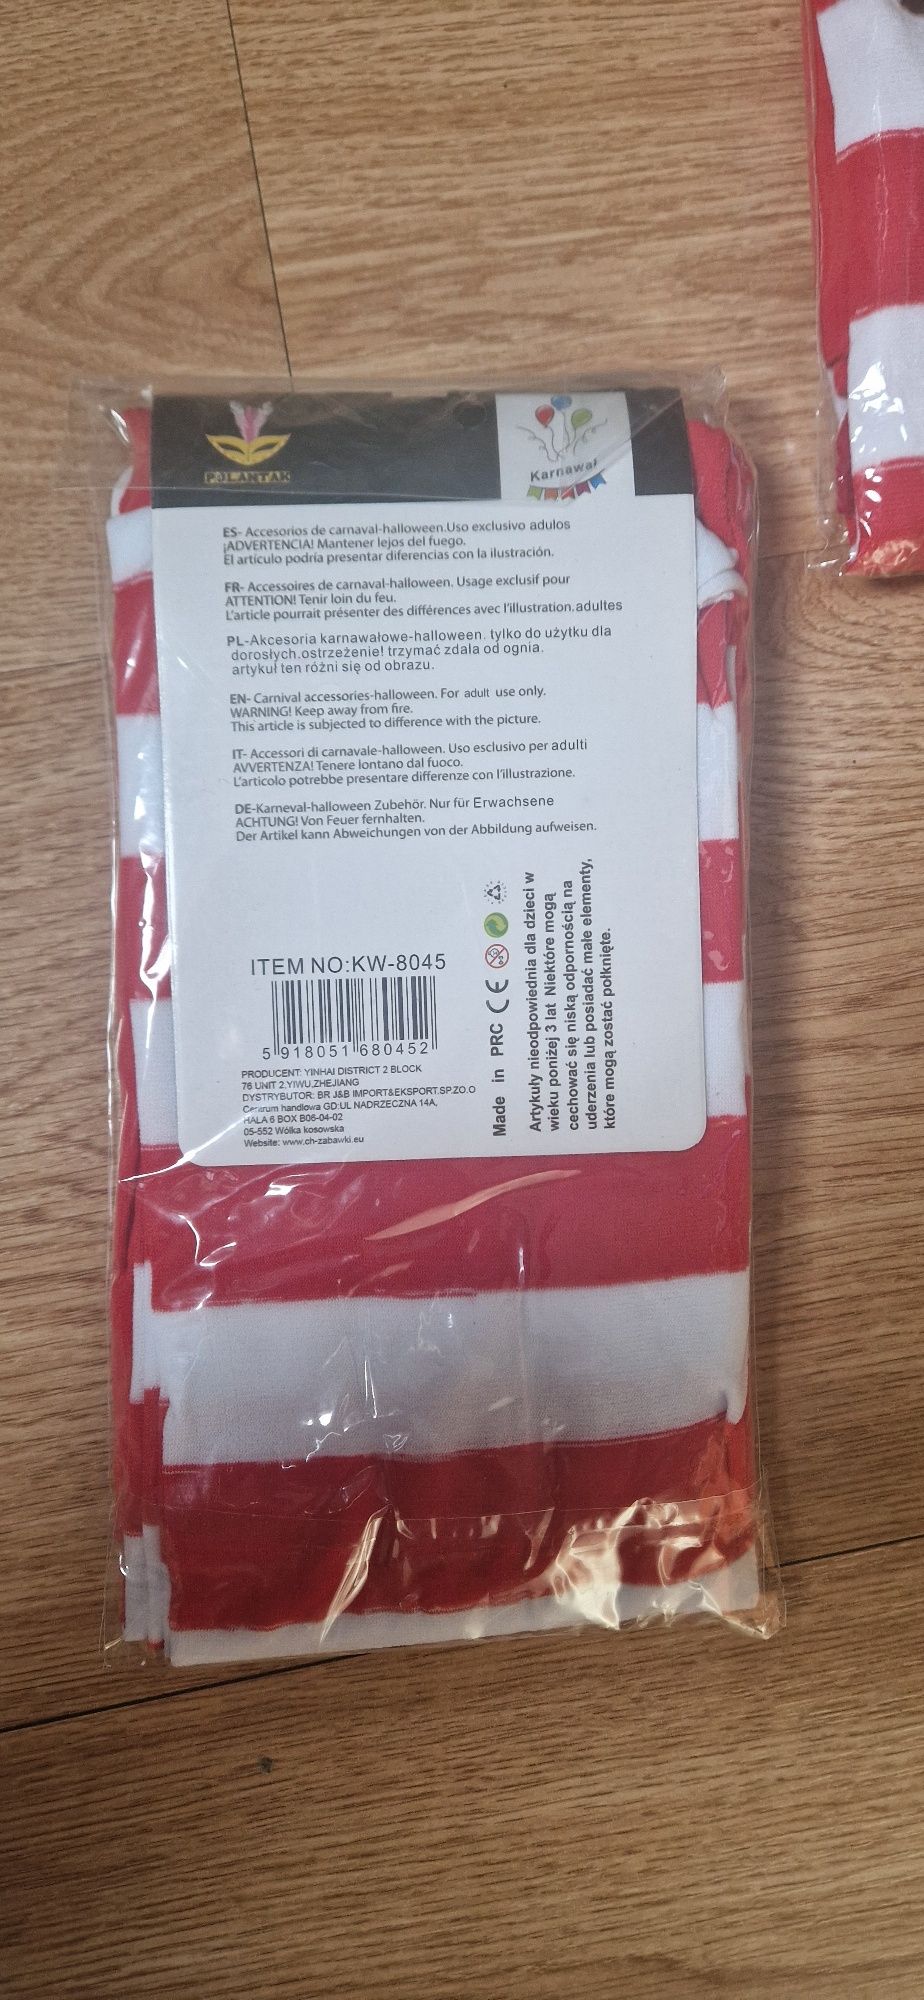 POLANTAK
Karnawał
ES- Accesorios de carnaval-halloween.Uso exclusivo adulos
¡ADVERTENCIA! Mantener lejos del fuego.
El artículo podría presentar diferencias con la ilustración.
FR- Accessoires de carnaval-halloween. Usage exclusif pour
ATTENTION! Tenir loin du feu.
L'article pourrait présenter des différences avec l'illustration.adultes
PL-Akcesoria karnawałowe-halloween. tylko do użytku dla
dorosłych.ostrzeżenie! trzymać zdala od ognia.
artykuł ten różni się od obrazu.
EN- Carnival accessories-halloween. For adult use only.
WARNING! Keep away from fire.
This article is subjected to difference with the picture.
IT- Accessori di carnavale-halloween. Uso esclusivo per adulti
AVVERTENZA! Tenere lontano dal fuoco.
L'articolo potrebbe presentare differenze con l'illustrazione.
DE-Karneval-halloween Zubehör. Nur für Erwachsene
ACHTUNG! Von Feuer fernhalten.
Der Artikel kann Abweichungen von der Abbildung aufweisen.
ITEM NO:KW-8045
5 918051 680452
PRODUCENT: YINHAI DISTRICT 2 BLOCK
76 UNIT 2,YIWU,ZHEJIANG
DYSTRYBUTOR: BR J&B IMPORT&EKSPORT.SP.ZO.O
Centrum handlowa GD:UL NADRZECZNA 14A,
HALA 6 BOX B06-04-02
05-552 Wólka kosowska
Website: www.ch-zabawki.eu
Made in PRC CE 0-3
Artykuły nieodpowiednia dla dzieci w
wieku poniżej 3 lat Niektóre mogą
cechować się niską odpornością na
uderzenia lub posiadać małe elementy,
które mogą zostać połknięte.